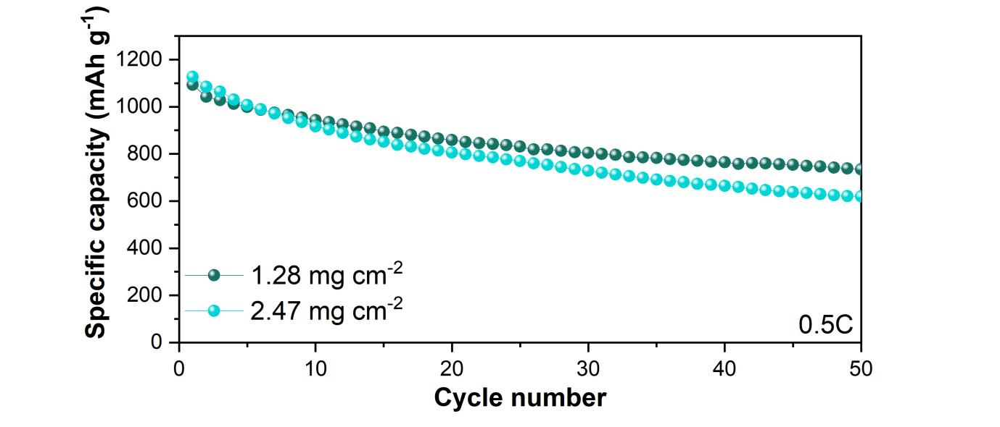 Specific capacity (mAh g⁻¹)
1200
1000
800
600
400
200
0
1.28 mg cm⁻²
2.47 mg cm⁻²
0.5C
0 10 20 30 40 50
Cycle number